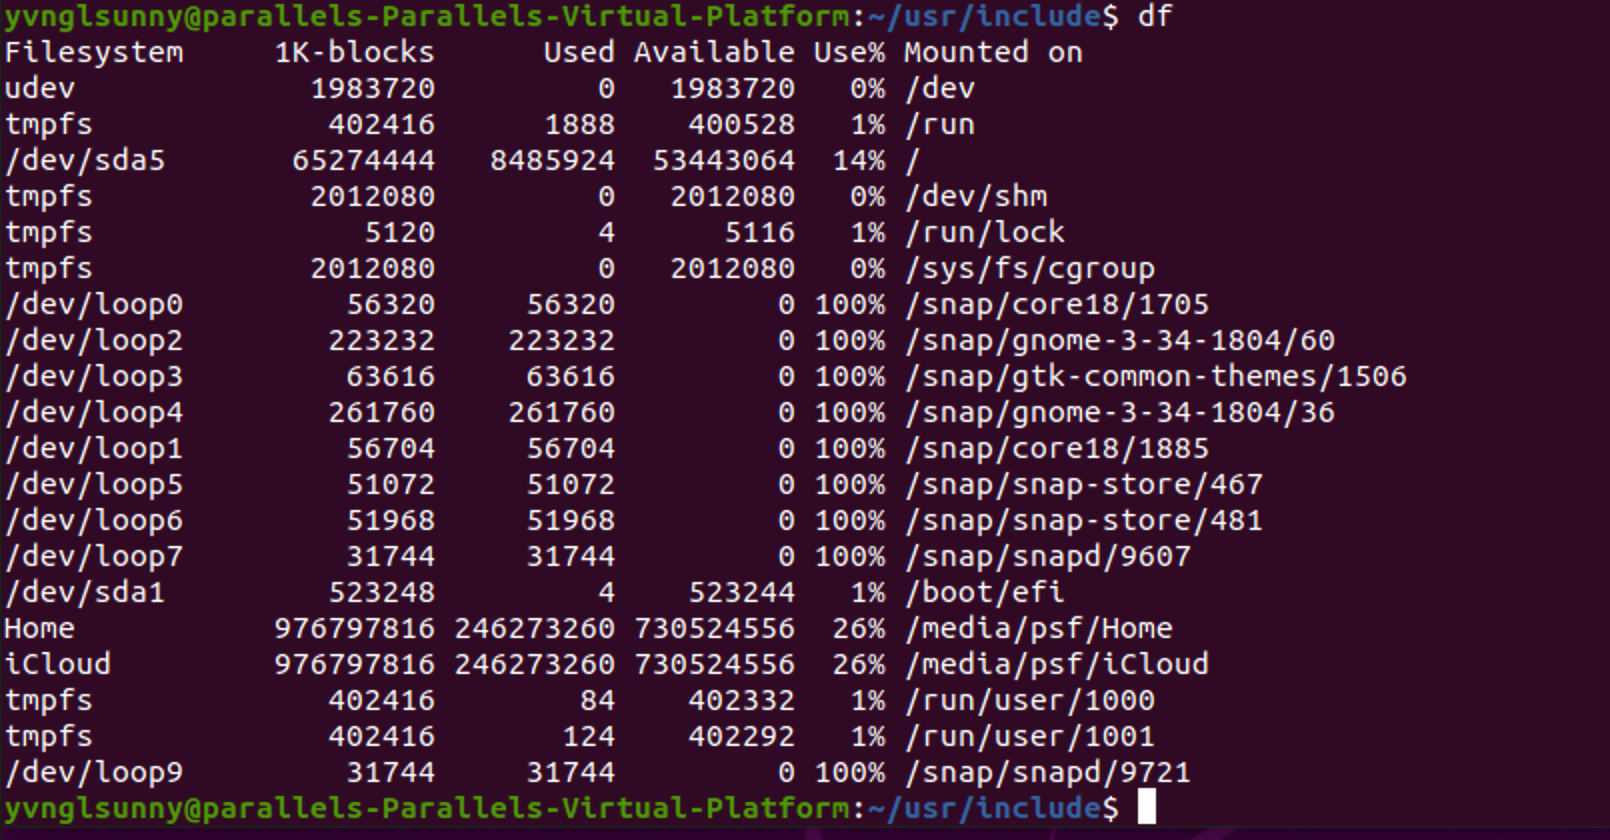 yvnglsunny@parallels-Parallels-Virtual-Platform:~/usr/include$ df
Filesystem     1K-blocks      Used Available Use% Mounted on
udev             1983720         0   1983720   0% /dev
tmpfs             402416      1888    400528   1% /run
/dev/sda5       65274444   8485924  53443064  14% /
tmpfs            2012080         0   2012080   0% /dev/shm
tmpfs               5120         4      5116   1% /run/lock
tmpfs            2012080         0   2012080   0% /sys/fs/cgroup
/dev/loop0         56320     56320         0 100% /snap/core18/1705
/dev/loop2        223232    223232         0 100% /snap/gnome-3-34-1804/60
/dev/loop3         63616     63616         0 100% /snap/gtk-common-themes/1506
/dev/loop4        261760    261760         0 100% /snap/gnome-3-34-1804/36
/dev/loop1         56704     56704         0 100% /snap/core18/1885
/dev/loop5         51072     51072         0 100% /snap/snap-store/467
/dev/loop6         51968     51968         0 100% /snap/snap-store/481
/dev/loop7         31744     31744         0 100% /snap/snapd/9607
/dev/sda1         523248         4    523244   1% /boot/efi
Home           976797816 246273260 730524556  26% /media/psf/Home
iCloud         976797816 246273260 730524556  26% /media/psf/iCloud
tmpfs             402416        84    402332   1% /run/user/1000
tmpfs             402416       124    402292   1% /run/user/1001
/dev/loop9         31744     31744         0 100% /snap/snapd/9721
yvnglsunny@parallels-Parallels-Virtual-Platform:~/usr/include$